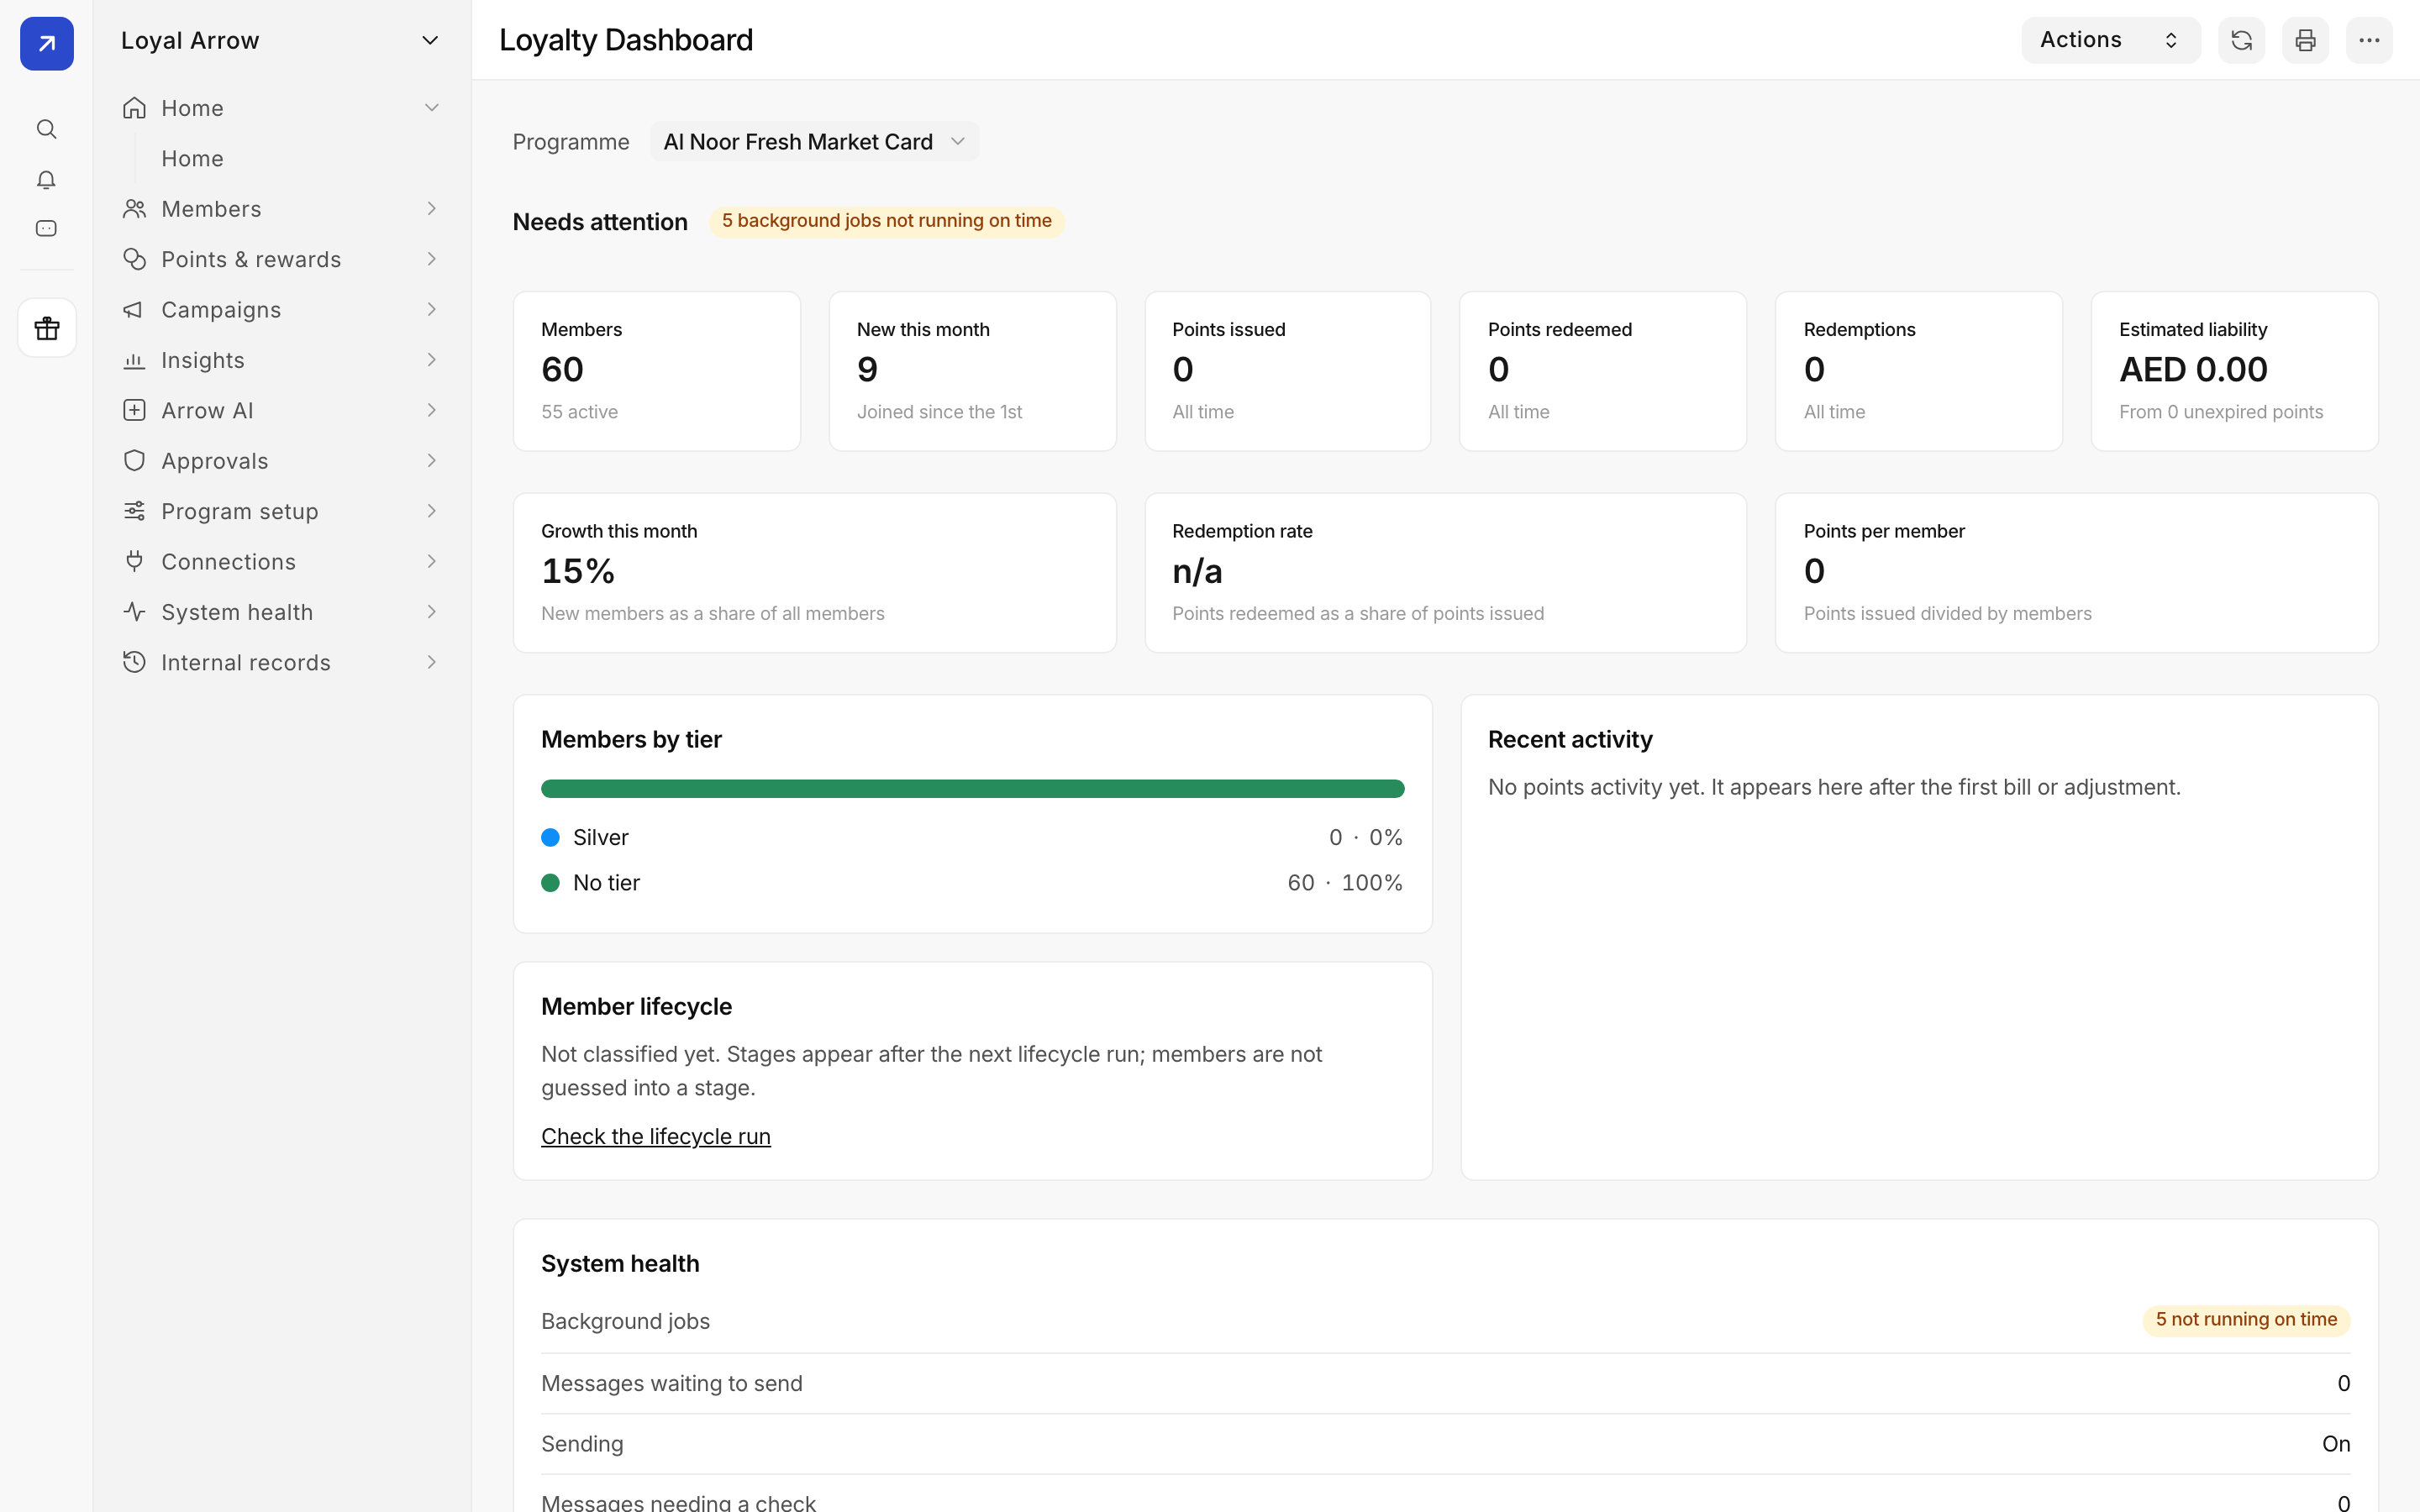 Loyal Arrow
Home
Home
Members
Points & rewards
Campaigns
Insights
Arrow AI
Approvals
Program setup
Connections
System health
Internal records
Loyalty Dashboard
Actions
Programme
Al Noor Fresh Market Card
Needs attention
5 background jobs not running on time
Members
60
55 active
New this month
9
Joined since the 1st
Points issued
0
All time
Points redeemed
0
All time
Redemptions
0
All time
Estimated liability
AED 0.00
From 0 unexpired points
Growth this month
15%
New members as a share of all members
Redemption rate
n/a
Points redeemed as a share of points issued
Points per member
0
Points issued divided by members
Members by tier
Silver 0 · 0%
No tier 60 · 100%
Recent activity
No points activity yet. It appears here after the first bill or adjustment.
Member lifecycle
Not classified yet. Stages appear after the next lifecycle run; members are not
guessed into a stage.
Check the lifecycle run
System health
Background jobs 5 not running on time
Messages waiting to send 0
Sending On
Messages needing a check 0